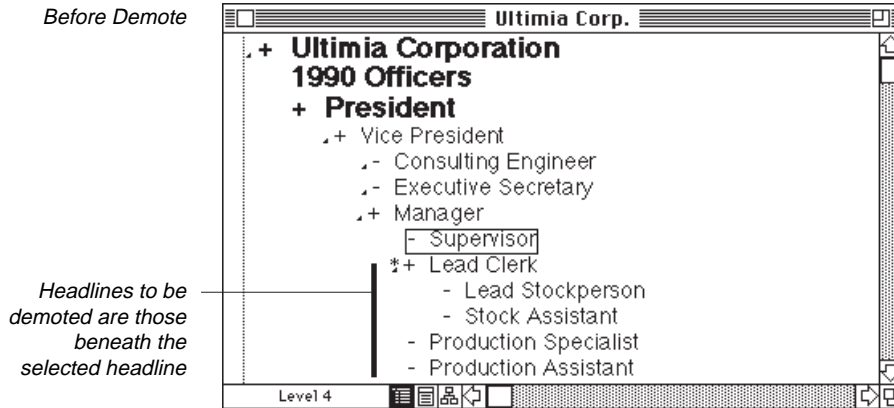 Before Demote
Ultimia Corp.
+ Ultimia Corporation
1990 Officers
+ President
+ Vice President
- Consulting Engineer
- Executive Secretary
+ Manager
- Supervisor
*+ Lead Clerk
- Lead Stockperson
- Stock Assistant
- Production Specialist
- Production Assistant
Headlines to be
demoted are those
beneath the
selected headline
Level 4